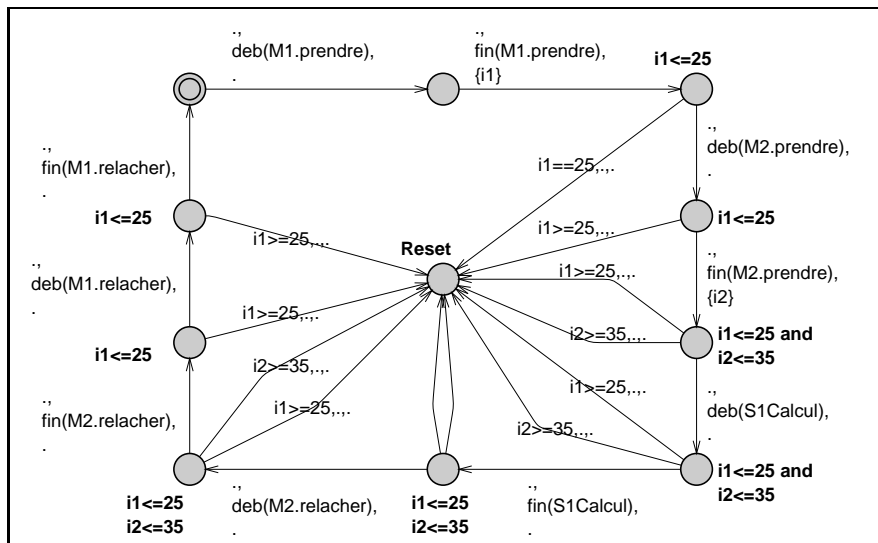 .,
deb(M1.prendre),
.
.,
fin(M1.prendre),
{i1}
i1<=25
.,
fin(M1.relacher),
.
i1==25,.,.
.,
deb(M2.prendre),
.
i1<=25
i1>=25,.,.
i1>=25,.,.
i1<=25
Reset
.,
deb(M1.relacher),
.
i1>=25,.,.
.,
fin(M2.prendre),
{i2}
i1>=25,.,.
i2>=35,.,.
i1<=25
i1<=25 and
i2<=35
i2>=35,.,.
i1>=25,.,.
.,
fin(M2.relacher),
.
i1>=25,.,.
i2>=35,.,.
.,
deb(S1Calcul),
.
i1<=25
i2<=35
.,
deb(M2.relacher),
.
i1<=25
i2<=35
.,
fin(S1Calcul),
.
i1<=25 and
i2<=35